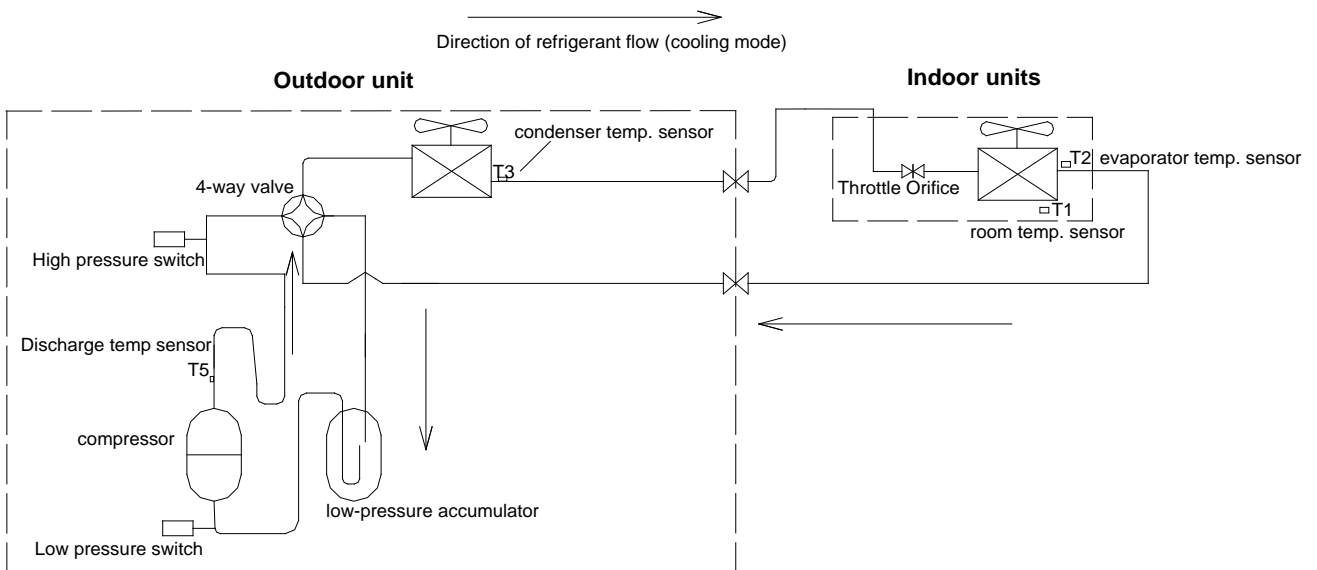 Direction of refrigerant flow (cooling mode)
Outdoor unit
Indoor units
condenser temp. sensor
T3
4-way valve
T2 evaporator temp. sensor
Throttle Orifice
T1
room temp. sensor
High pressure switch
Discharge temp sensor
T5
compressor
low-pressure accumulator
Low pressure switch